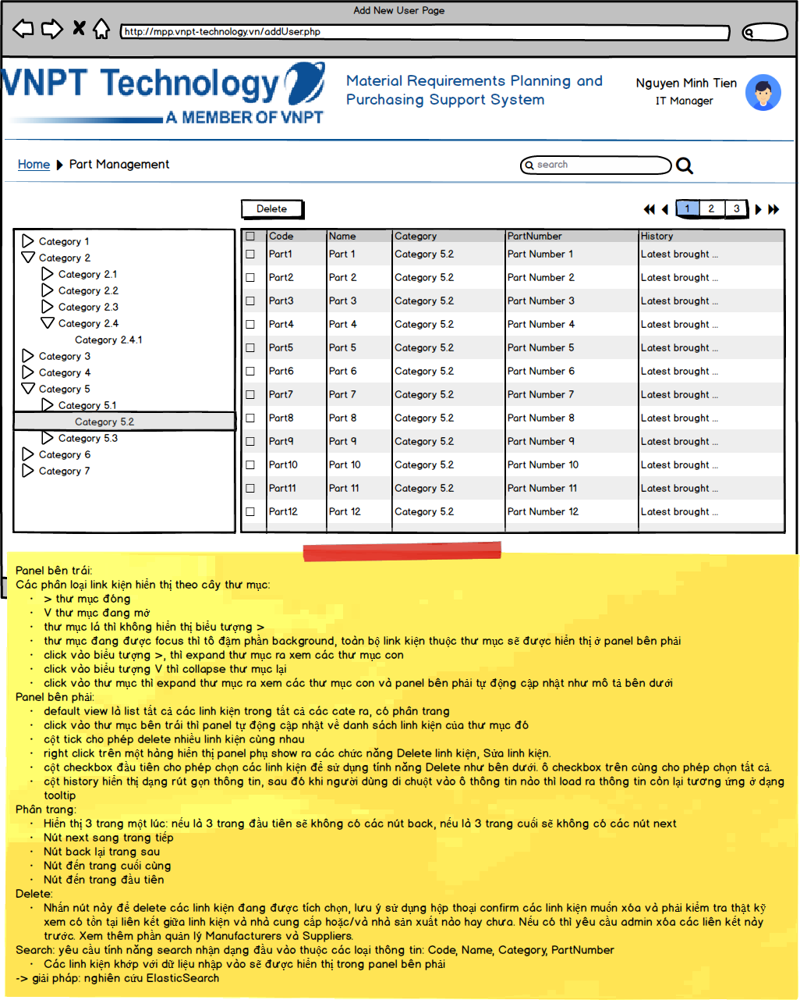 Add New User Page
http://mpp.vnpt-technology.vn/addUser.php
VNPT Technology
A MEMBER OF VNPT
Material Requirements Planning and
Purchasing Support System
Nguyen Minh Tien
IT Manager
Home Part Management
search
Delete
1 2 3
Category 1
Category 2
Category 2.1
Category 2.2
Category 2.3
Category 2.4
Category 2.4.1
Category 3
Category 4
Category 5
Category 5.1
Category 5.2
Category 5.3
Category 6
Category 7
Code Name Category PartNumber History
Part1 Part 1 Category 5.2 Part Number 1 Latest brought ...
Part2 Part 2 Category 5.2 Part Number 2 Latest brought ...
Part3 Part 3 Category 5.2 Part Number 3 Latest brought ...
Part4 Part 4 Category 5.2 Part Number 4 Latest brought ...
Part5 Part 5 Category 5.2 Part Number 5 Latest brought ...
Part6 Part 6 Category 5.2 Part Number 6 Latest brought ...
Part7 Part 7 Category 5.2 Part Number 7 Latest brought ...
Part8 Part 8 Category 5.2 Part Number 8 Latest brought ...
Part9 Part 9 Category 5.2 Part Number 9 Latest brought ...
Part10 Part 10 Category 5.2 Part Number 10 Latest brought ...
Part11 Part 11 Category 5.2 Part Number 11 Latest brought ...
Part12 Part 12 Category 5.2 Part Number 12 Latest brought ...
Panel bên trái:
Các phân loại link kiện hiển thị theo cây thư mục:
· > thư mục đóng
· V thư mục đang mở
· thư mục lá thì không hiển thị biểu tượng >
· thư mục đang được focus thì tô đậm phần background, toàn bộ link kiện thuộc thư mục sẽ được hiển thị ở panel bên phải
· click vào biểu tượng >, thì expand thư mục ra xem các thư mục con
· click vào biểu tượng V thì collapse thư mục lại
· click vào thư mục thì expand thư mục ra xem các thư mục con và panel bên phải tự động cập nhật như mô tả bên dưới
Panel bên phải:
· default view là list tất cả các linh kiện trong tất cả các cate ra, có phân trang
· click vào thư mục bên trái thì panel tự động cập nhật về danh sách linh kiện của thư mục đó
· cột tick cho phép delete nhiều linh kiện cùng nhau
· right click trên một hàng hiển thị panel phụ show ra các chức năng Delete linh kiện, Sửa linh kiện.
· cột checkbox đầu tiên cho phép chọn các linh kiện để sử dụng tính năng Delete như bên dưới. ô checkbox trên cùng cho phép chọn tất cả.
· cột history hiển thị dạng rút gọn thông tin, sau đó khi người dùng di chuột vào ô thông tin nào thì load ra thông tin còn lại tương ứng ở dạng
tooltip
Phân trang:
· Hiển thị 3 trang một lúc: nếu là 3 trang đầu tiên sẽ không có các nút back, nếu là 3 trang cuối sẽ không có các nút next
· Nút next sang trang tiếp
· Nút back lại trang sau
· Nút đến trang cuối cùng
· Nút đến trang đầu tiên
Delete:
· Nhấn nút này để delete các linh kiện đang được tích chọn, lưu ý sử dụng hộp thoại confirm các linh kiện muốn xóa và phải kiểm tra thật kỹ
xem có tồn tại liên kết giữa linh kiện và nhà cung cấp hoặc/và nhà sản xuất nào hay chưa. Nếu có thì yêu cầu admin xóa các liên kết này
trước. Xem thêm phần quản lý Manufacturers và Suppliers.
Search: yêu cầu tính năng search nhận dạng đầu vào thuộc các loại thông tin: Code, Name, Category, PartNumber
· Các linh kiện khớp với dữ liệu nhập vào sẽ được hiển thị trong panel bên phải
-> giải pháp: nghiên cứu ElasticSearch